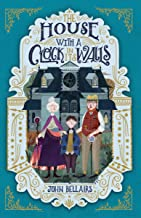 THE
HOUSE
WITH A
CLOCK IN ITS WALLS
JOHN BELLAIRS